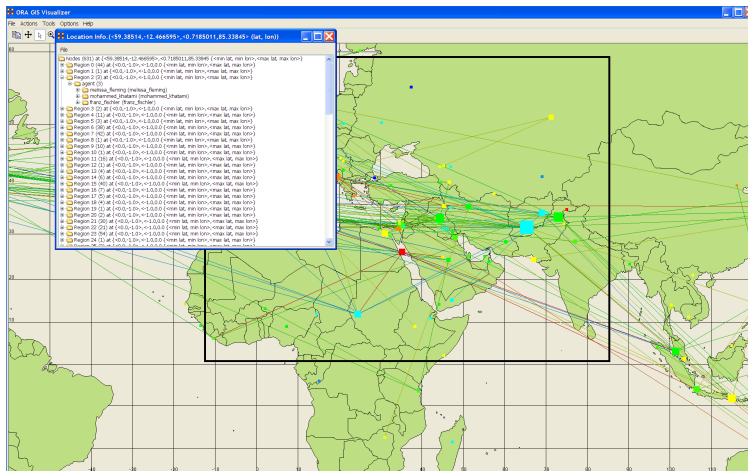 ORA GIS Visualizer
File Actions Tools Options Help
Location Info.(<59.38514,-12.466595>,<0.7185011,85.33845> (lat, lon))
File
Nodes (631) at (<59.38514,-12.466595>,<0.7185011,85.33845 {<min lat, min lon>,<max lat, max lon>)
Region 0 (44) at {<0.0,-1.0>,<-1.0,0.0 {<min lat, min lon>,<max lat, max lon>)
Region 1 (1) at {<0.0,-1.0>,<-1.0,0.0 {<min lat, min lon>,<max lat, max lon>)
Region 2 (3) at {<0.0,-1.0>,<-1.0,0.0 {<min lat, min lon>,<max lat, max lon>)
agent (3)
melissa_fleming (melissa_fleming)
mohammed_khatami (mohammed_khatami)
franz_fischler (franz_fischler)
Region 3 (2) at {<0.0,-1.0>,<-1.0,0.0 {<min lat, min lon>,<max lat, max lon>)
Region 4 (11) at {<0.0,-1.0>,<-1.0,0.0 {<min lat, min lon>,<max lat, max lon>)
Region 5 (3) at {<0.0,-1.0>,<-1.0,0.0 {<min lat, min lon>,<max lat, max lon>)
Region 6 (38) at {<0.0,-1.0>,<-1.0,0.0 {<min lat, min lon>,<max lat, max lon>)
Region 7 (42) at {<0.0,-1.0>,<-1.0,0.0 {<min lat, min lon>,<max lat, max lon>)
Region 8 (1) at {<0.0,-1.0>,<-1.0,0.0 {<min lat, min lon>,<max lat, max lon>)
Region 9 (10) at {<0.0,-1.0>,<-1.0,0.0 {<min lat, min lon>,<max lat, max lon>)
Region 10 (1) at {<0.0,-1.0>,<-1.0,0.0 {<min lat, min lon>,<max lat, max lon>)
Region 11 (16) at {<0.0,-1.0>,<-1.0,0.0 {<min lat, min lon>,<max lat, max lon>)
Region 12 (1) at {<0.0,-1.0>,<-1.0,0.0 {<min lat, min lon>,<max lat, max lon>)
Region 13 (4) at {<0.0,-1.0>,<-1.0,0.0 {<min lat, min lon>,<max lat, max lon>)
Region 14 (6) at {<0.0,-1.0>,<-1.0,0.0 {<min lat, min lon>,<max lat, max lon>)
Region 15 (40) at {<0.0,-1.0>,<-1.0,0.0 {<min lat, min lon>,<max lat, max lon>)
Region 16 (7) at {<0.0,-1.0>,<-1.0,0.0 {<min lat, min lon>,<max lat, max lon>)
Region 17 (5) at {<0.0,-1.0>,<-1.0,0.0 {<min lat, min lon>,<max lat, max lon>)
Region 18 (4) at {<0.0,-1.0>,<-1.0,0.0 {<min lat, min lon>,<max lat, max lon>)
Region 19 (1) at {<0.0,-1.0>,<-1.0,0.0 {<min lat, min lon>,<max lat, max lon>)
Region 20 (2) at {<0.0,-1.0>,<-1.0,0.0 {<min lat, min lon>,<max lat, max lon>)
Region 21 (30) at {<0.0,-1.0>,<-1.0,0.0 {<min lat, min lon>,<max lat, max lon>)
Region 22 (21) at {<0.0,-1.0>,<-1.0,0.0 {<min lat, min lon>,<max lat, max lon>)
Region 23 (54) at {<0.0,-1.0>,<-1.0,0.0 {<min lat, min lon>,<max lat, max lon>)
Region 24 (1) at {<0.0,-1.0>,<-1.0,0.0 {<min lat, min lon>,<max lat, max lon>)
60
40
30
20
10
-40 -30 -20 -10 0 10 20 30 40 50 60 70 80 90 100 110